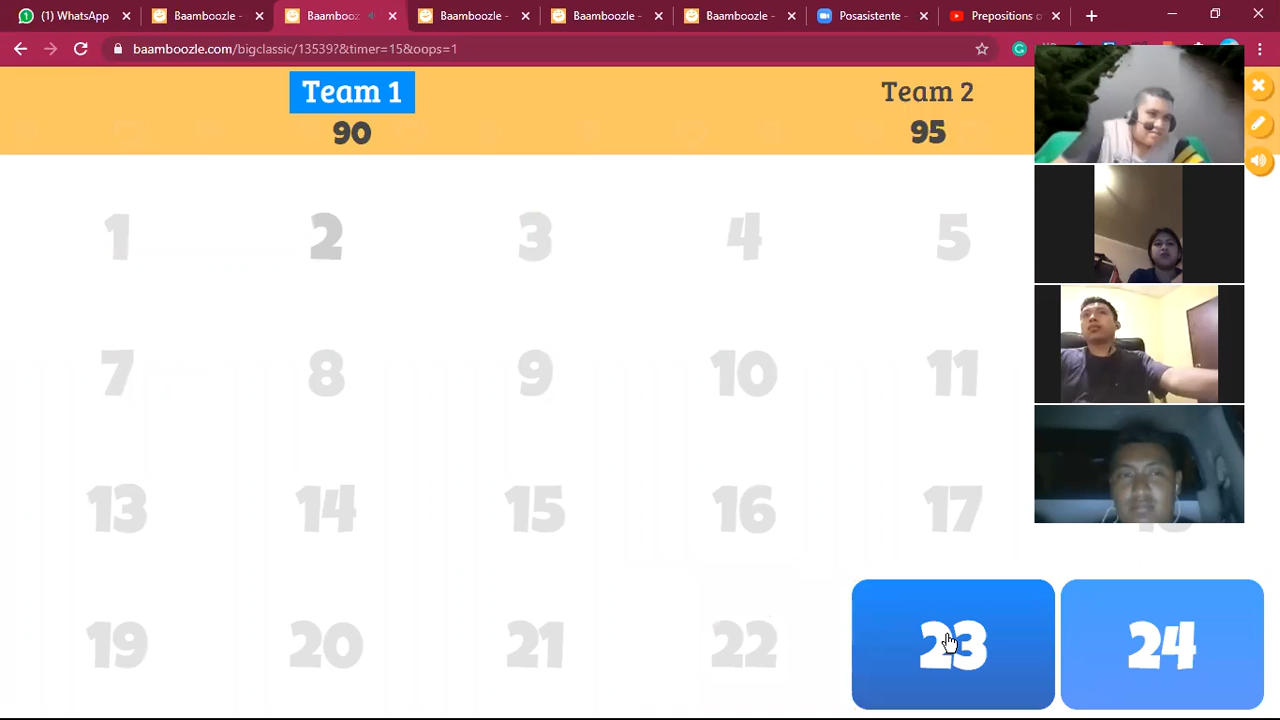 (1) WhatsApp
Baamboozle -
Baambooz
Baamboozle -
Baamboozle -
Baamboozle -
Posasistente -
Prepositions o
baamboozle.com/bigclassic/13539?&timer=15&oops=1
Team 1
Team 2
90
95
1 2 3 4 5
7 8 9 10 11
13 14 15 16 17 18
19 20 21 22 23 24